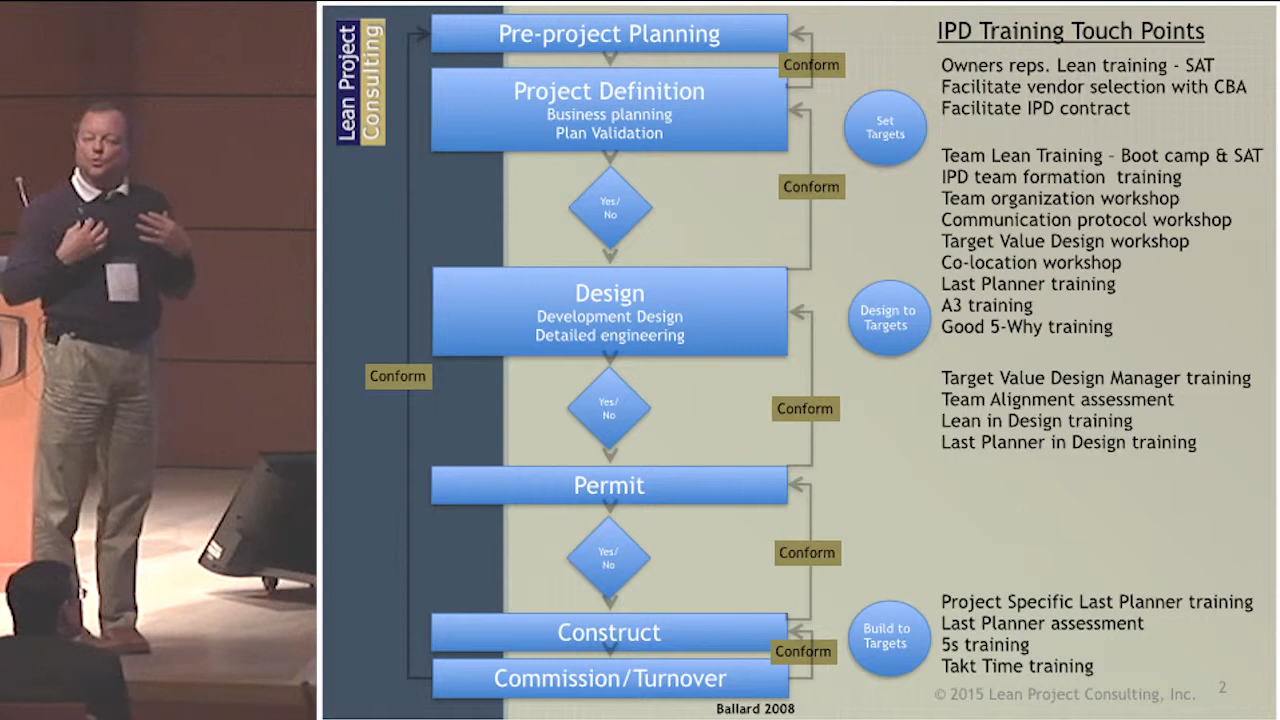 Lean Project
Consulting
Pre-project Planning
Conform
Project Definition
Business planning
Plan Validation
Conform
Yes/
No
Design
Development Design
Detailed engineering
Conform
Conform
Yes/
No
Permit
Conform
Yes/
No
Construct
Conform
Commission/Turnover
Ballard 2008
Set
Targets
Design to
Targets
Build to
Targets
IPD Training Touch Points
Owners reps. Lean training - SAT
Facilitate vendor selection with CBA
Facilitate IPD contract
Team Lean Training – Boot camp & SAT
IPD team formation training
Team organization workshop
Communication protocol workshop
Target Value Design workshop
Co-location workshop
Last Planner training
A3 training
Good 5-Why training
Target Value Design Manager training
Team Alignment assessment
Lean in Design training
Last Planner in Design training
Project Specific Last Planner training
Last Planner assessment
5s training
Takt Time training
© 2015 Lean Project Consulting, Inc.
2